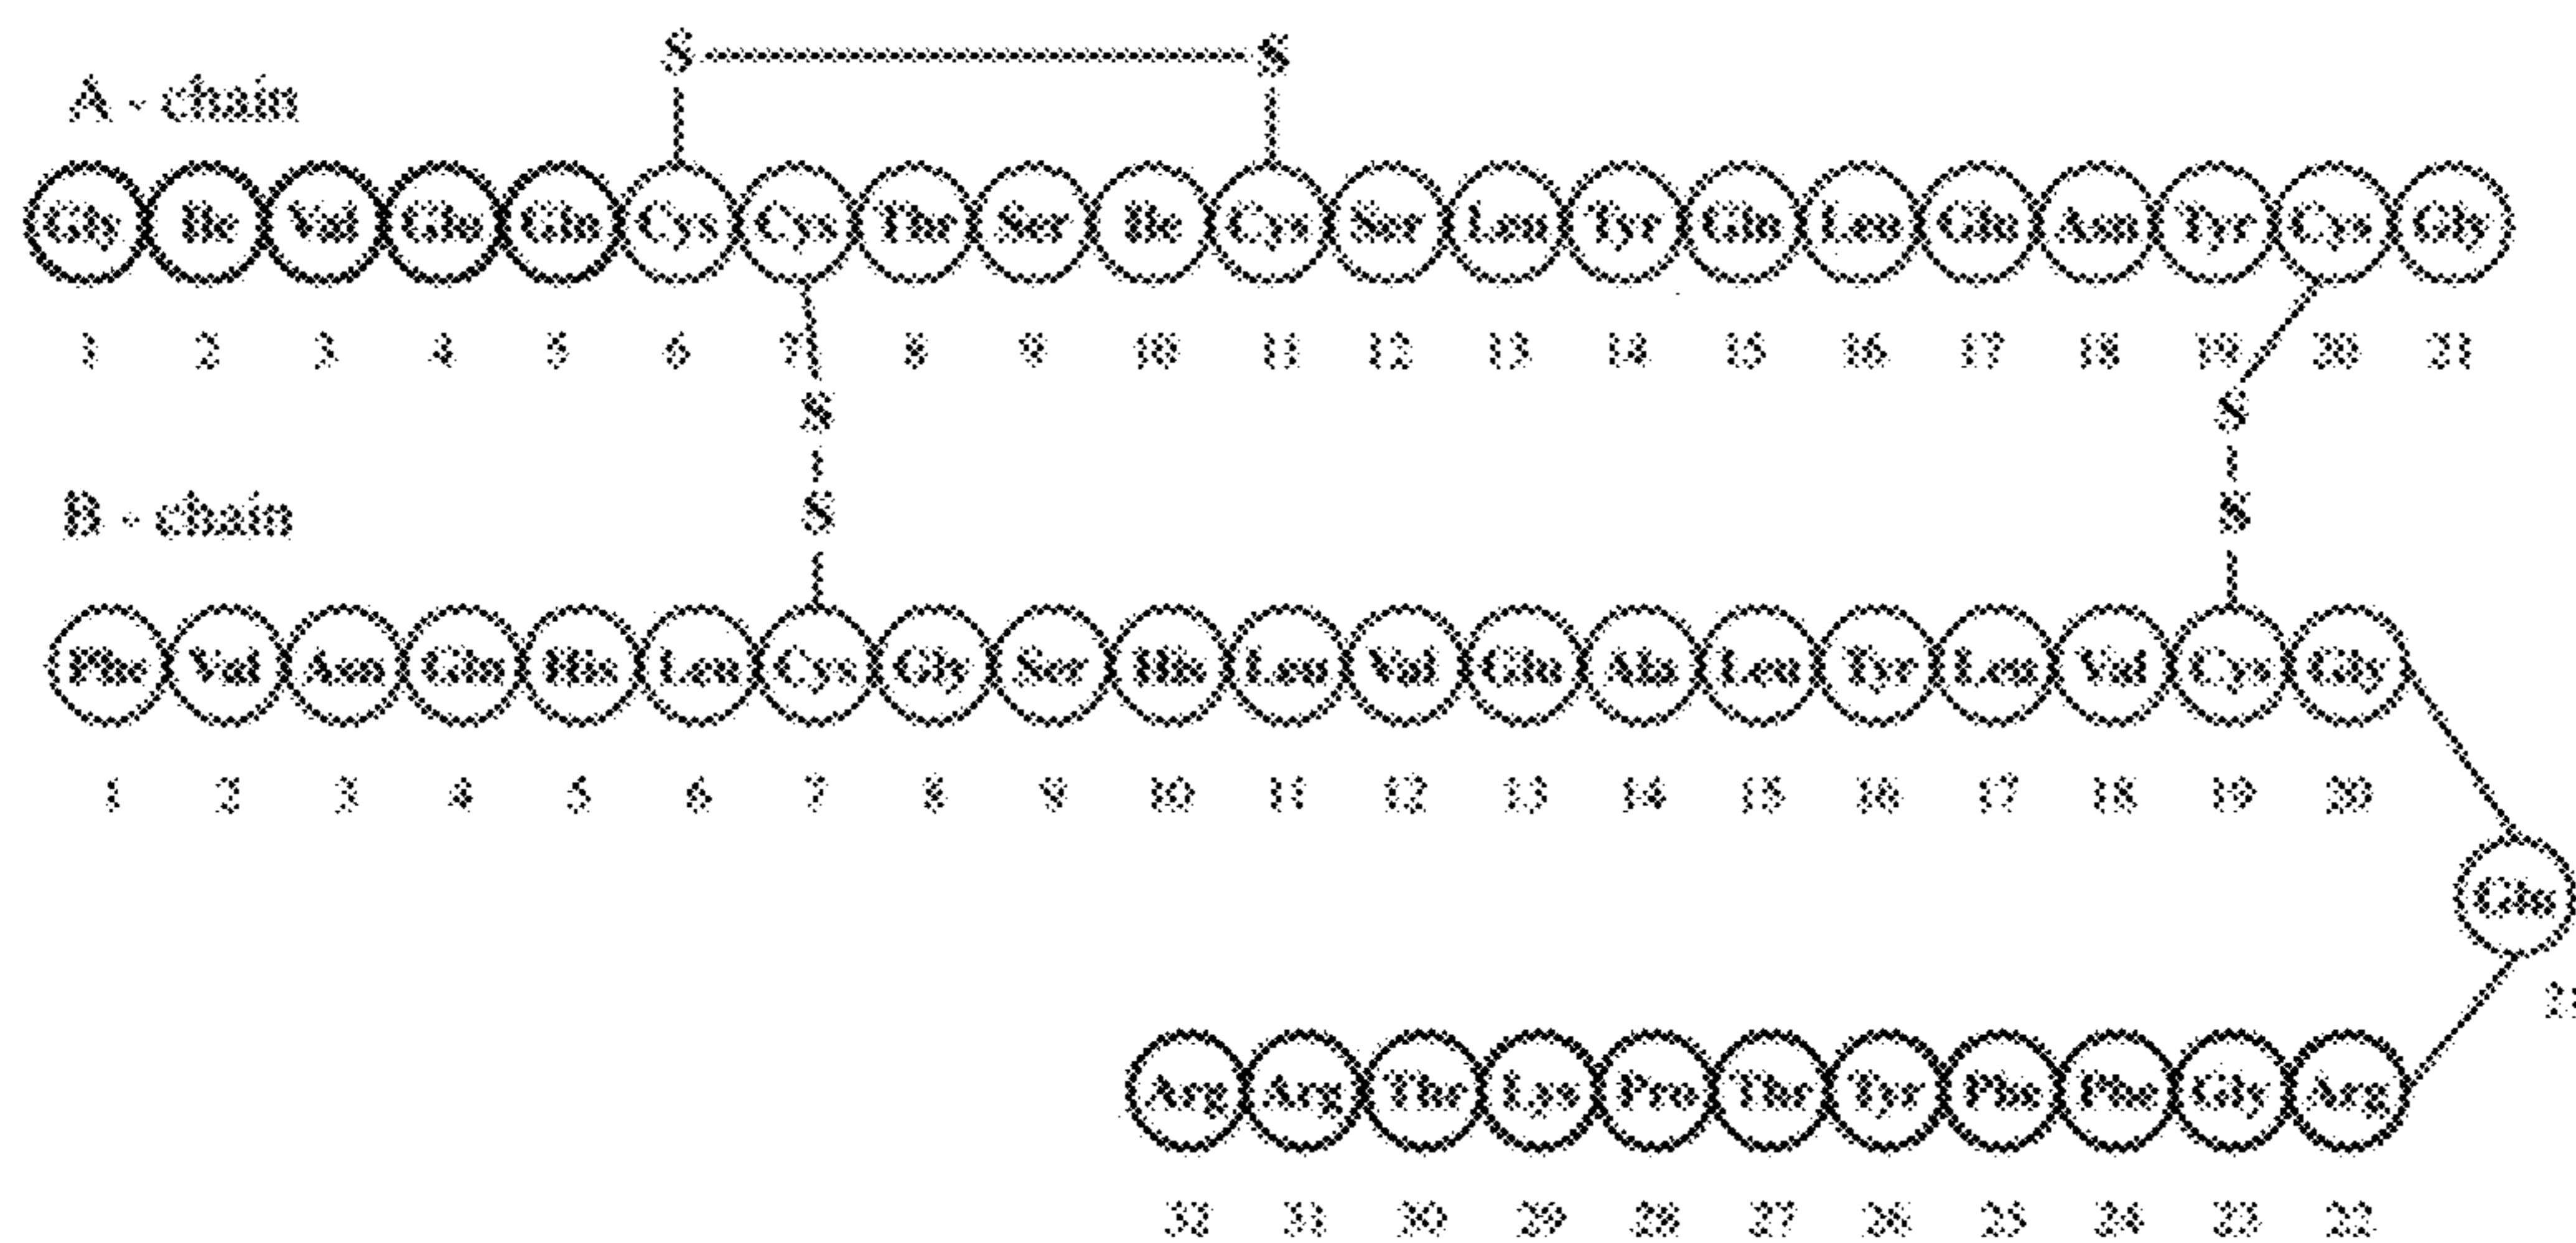 S S
A - chain
Gly Ile Val Glu Gln Cys Cys Thr Ser Ile Cys Ser Leu Tyr Gln Leu Glu Asn Tyr Cys Gly
1 2 3 4 5 6 7 8 9 10 11 12 13 14 15 16 17 18 19 20 21
S S
B - chain S S
Phe Val Asn Gln His Leu Cys Gly Ser His Leu Val Glu Ala Leu Tyr Leu Val Cys Gly
1 2 3 4 5 6 7 8 9 10 11 12 13 14 15 16 17 18 19 20
Glu
Arg Arg Thr Lys Pro Thr Tyr Phe Phe Gly Arg
32 31 30 29 28 27 26 25 24 23 22